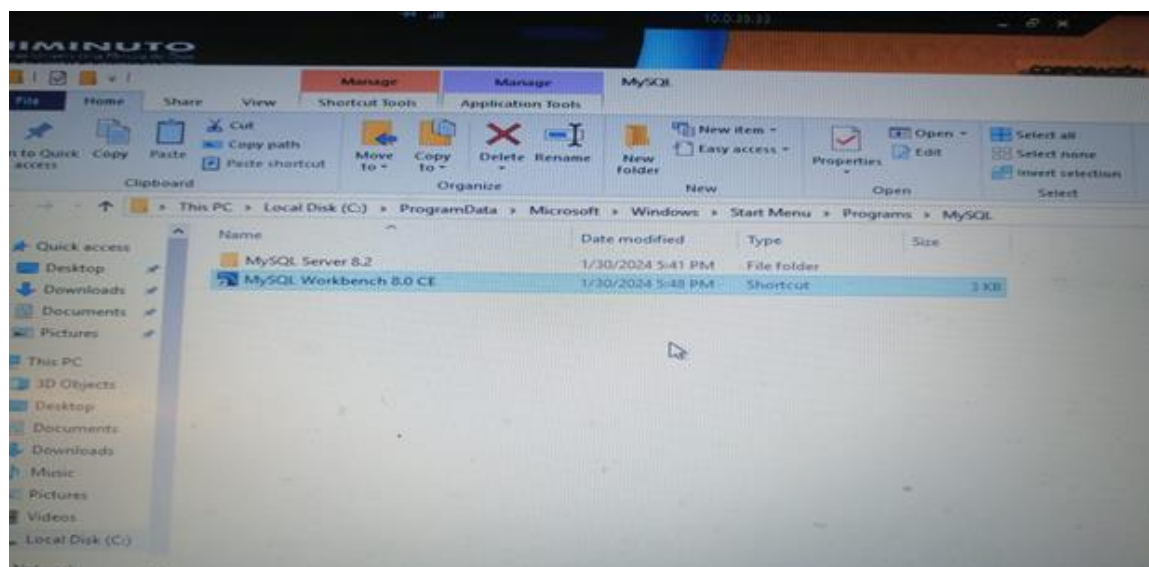 10.0.20.33
IMINUTO
CORPORACIÓN
Manage
Manage
MySQL
File
Home
Share
View
Shortcut Tools
Application Tools
n to Quick access
Copy
Paste
Cut
Copy path
Paste shortcut
Move to
Copy to
Delete
Rename
New folder
New item
Easy access
Properties
Open
Edit
Select all
Select none
Invert selection
Clipboard
Organize
New
Open
Select
This PC > Local Disk (C:) > ProgramData > Microsoft > Windows > Start Menu > Programs > MySQL
Name
Date modified
Type
Size
MySQL Server 8.2
1/30/2024 5:41 PM
File folder
MySQL Workbench 8.0 CE
1/30/2024 5:48 PM
Shortcut
3 KB
Quick access
Desktop
Downloads
Documents
Pictures
This PC
3D Objects
Desktop
Documents
Downloads
Music
Pictures
Videos
Local Disk (C:)